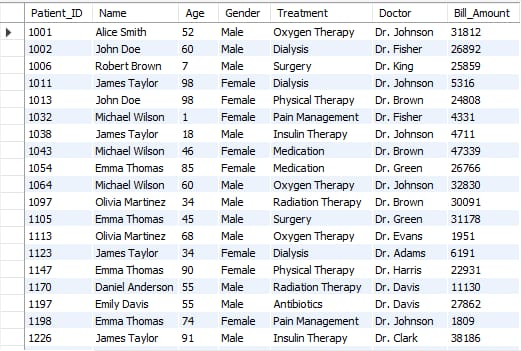 Patient_ID Name Age Gender Treatment Doctor Bill_Amount
1001 Alice Smith 52 Male Oxygen Therapy Dr. Johnson 31812
1002 John Doe 60 Male Dialysis Dr. Fisher 26892
1006 Robert Brown 7 Male Surgery Dr. King 25859
1011 James Taylor 98 Female Dialysis Dr. Johnson 5316
1013 John Doe 98 Female Physical Therapy Dr. Brown 24808
1032 Michael Wilson 1 Female Pain Management Dr. Fisher 4331
1038 James Taylor 18 Male Insulin Therapy Dr. Johnson 4711
1043 Michael Wilson 46 Female Medication Dr. Brown 47339
1054 Emma Thomas 85 Female Medication Dr. Green 26766
1064 Michael Wilson 60 Male Oxygen Therapy Dr. Johnson 32830
1097 Olivia Martinez 34 Male Radiation Therapy Dr. Brown 30091
1105 Emma Thomas 45 Male Surgery Dr. Green 31178
1113 Olivia Martinez 68 Male Oxygen Therapy Dr. Evans 1951
1123 James Taylor 34 Female Dialysis Dr. Adams 6191
1147 Emma Thomas 90 Female Physical Therapy Dr. Harris 22931
1170 Daniel Anderson 55 Male Radiation Therapy Dr. Davis 11130
1197 Emily Davis 55 Male Antibiotics Dr. Davis 27862
1198 Emma Thomas 74 Female Pain Management Dr. Johnson 1809
1226 James Taylor 91 Male Insulin Therapy Dr. Clark 38186